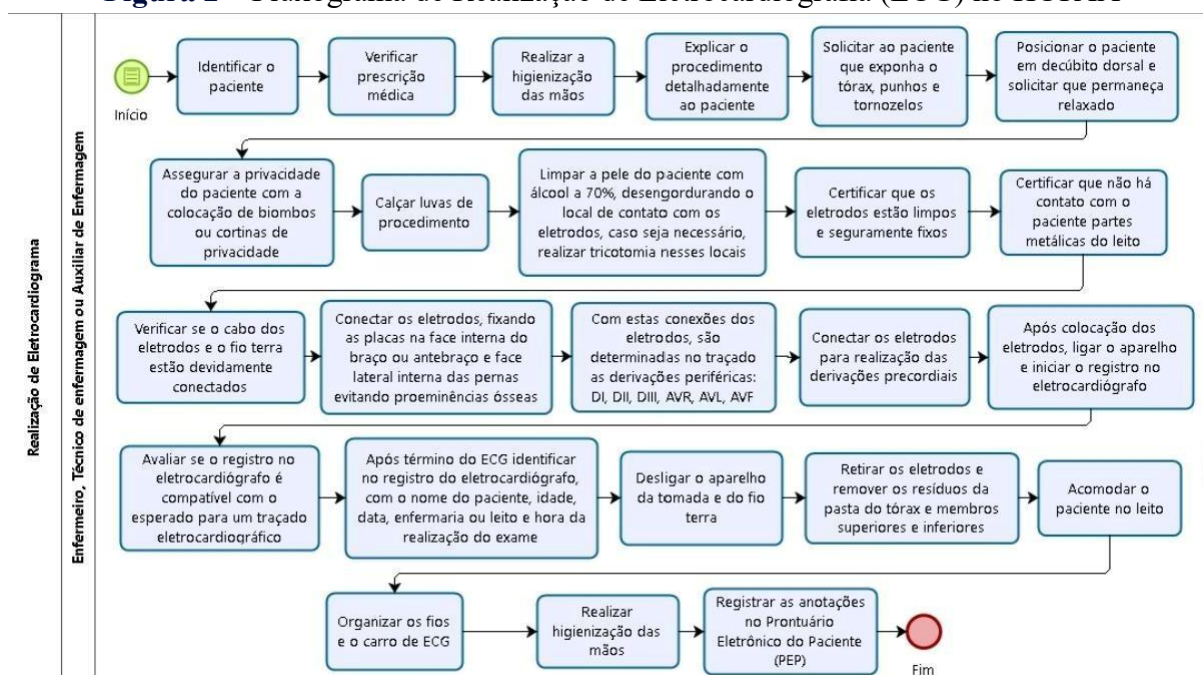 Realização de Eletrocardiograma
Enfermeiro, Técnico de enfermagem ou Auxiliar de Enfermagem
Início
Identificar o
paciente
Verificar
prescrição
médica
Realizar a
higienização
das mãos
Explicar o
procedimento
detalhadamente
ao paciente
Solicitar ao paciente
que exponha o
tórax, punhos e
tornozelos
Posicionar o paciente
em decúbito dorsal e
solicitar que permaneça
relaxado
Assegurar a privacidade
do paciente com a
colocação de biombos
ou cortinas de
privacidade
Calçar luvas de
procedimento
Limpar a pele do paciente com
álcool a 70%, desengordurando o
local de contato com os
eletrodos, caso seja necessário,
realizar tricotomia nesses locais
Certificar que os
eletrodos estão limpos
e seguramente fixos
Certificar que não há
contato com o
paciente partes
metálicas do leito
Verificar se o cabo dos
eletrodos e o fio terra
estão devidamente
conectados
Conectar os eletrodos, fixando
as placas na face interna do
braço ou antebraço e face
lateral interna das pernas
evitando proeminências ósseas
Com estas conexões dos
eletrodos, são
determinadas no traçado
as derivações periféricas:
DI, DII, DIII, AVR, AVL, AVF
Conectar os eletrodos
para realização das
derivações precordiais
Após colocação dos
eletrodos, ligar o aparelho
e iniciar o registro no
eletrocardiógrafo
Avaliar se o registro no
eletrocardiógrafo é
compatível com o
esperado para um traçado
eletrocardiográfico
Após término do ECG identificar
no registro do eletrocardiógrafo,
com o nome do paciente, idade,
data, enfermaria ou leito e hora da
realização do exame
Desligar o aparelho
da tomada e do fio
terra
Retirar os eletrodos e
remover os resíduos da
pasta do tórax e membros
superiores e inferiores
Acomodar o
paciente no leito
Organizar os fios
e o carro de ECG
Realizar
higienização das
mãos
Registrar as anotações
no Prontuário
Eletrônico do Paciente
(PEP)
Fim